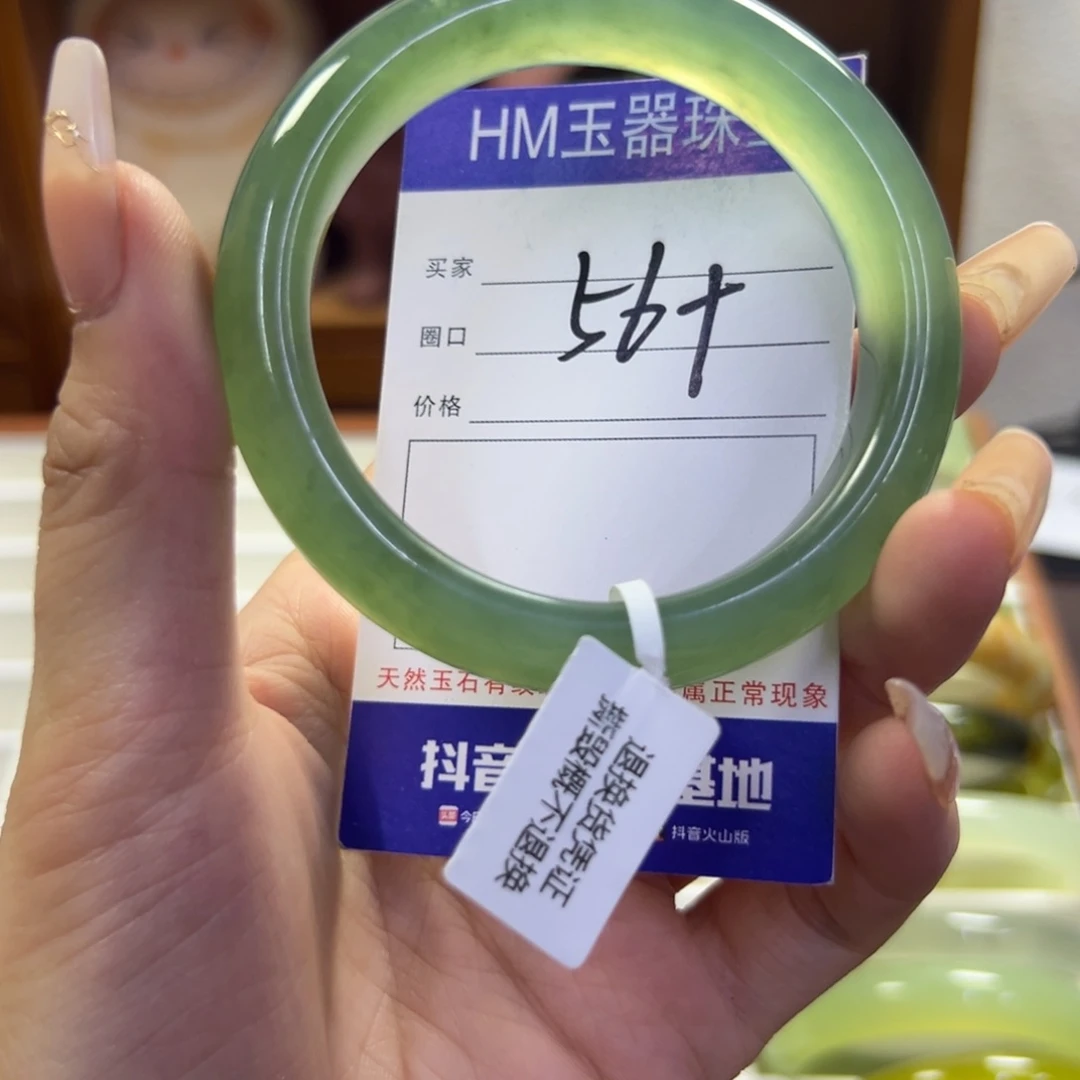 HM玉器珠
买家
圈口
价格
56+
天然玉石有 属正常现象
抖音 基地
抖音火山版
退换货凭证
撕毁概不退换